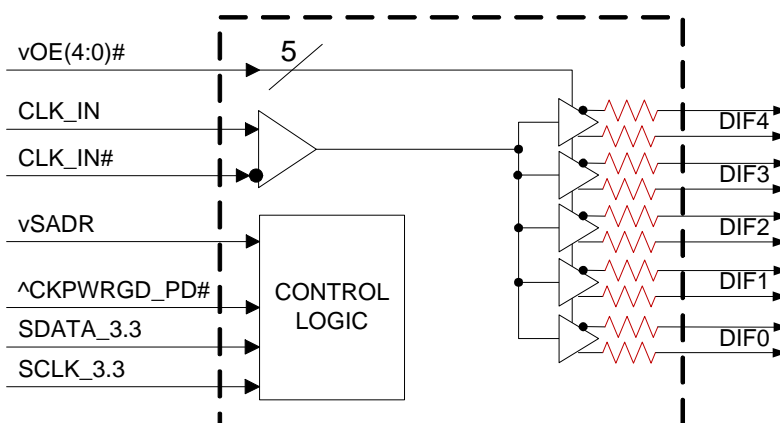 vOE(4:0)#
5
CLK_IN
CLK_IN#
vSADR
^CKPWRGD_PD#
SDATA_3.3
SCLK_3.3
CONTROL
LOGIC
DIF4
DIF3
DIF2
DIF1
DIF0